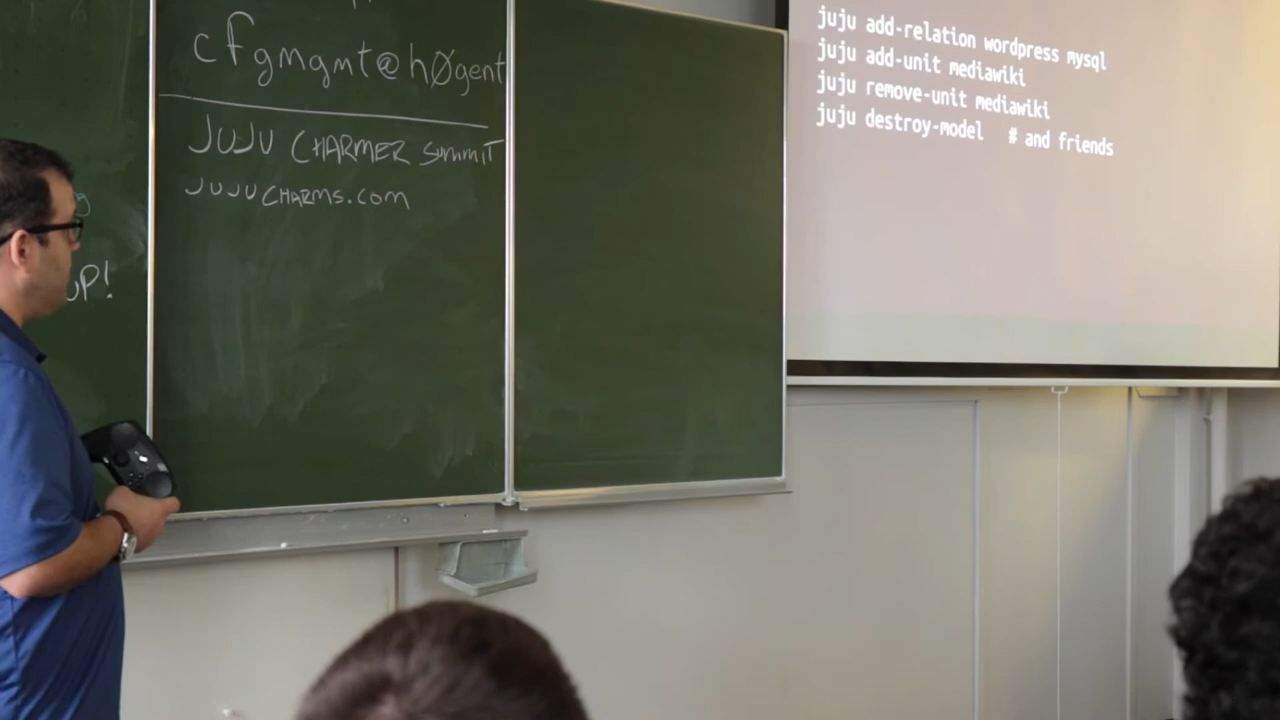 cfgmgmt@hØgent
JUJU CHARMER SUMMIT
JUJUCHARMS.COM
UP!
juju add-relation wordpress mysql
juju add-unit mediawiki
juju remove-unit mediawiki
juju destroy-model # and friends